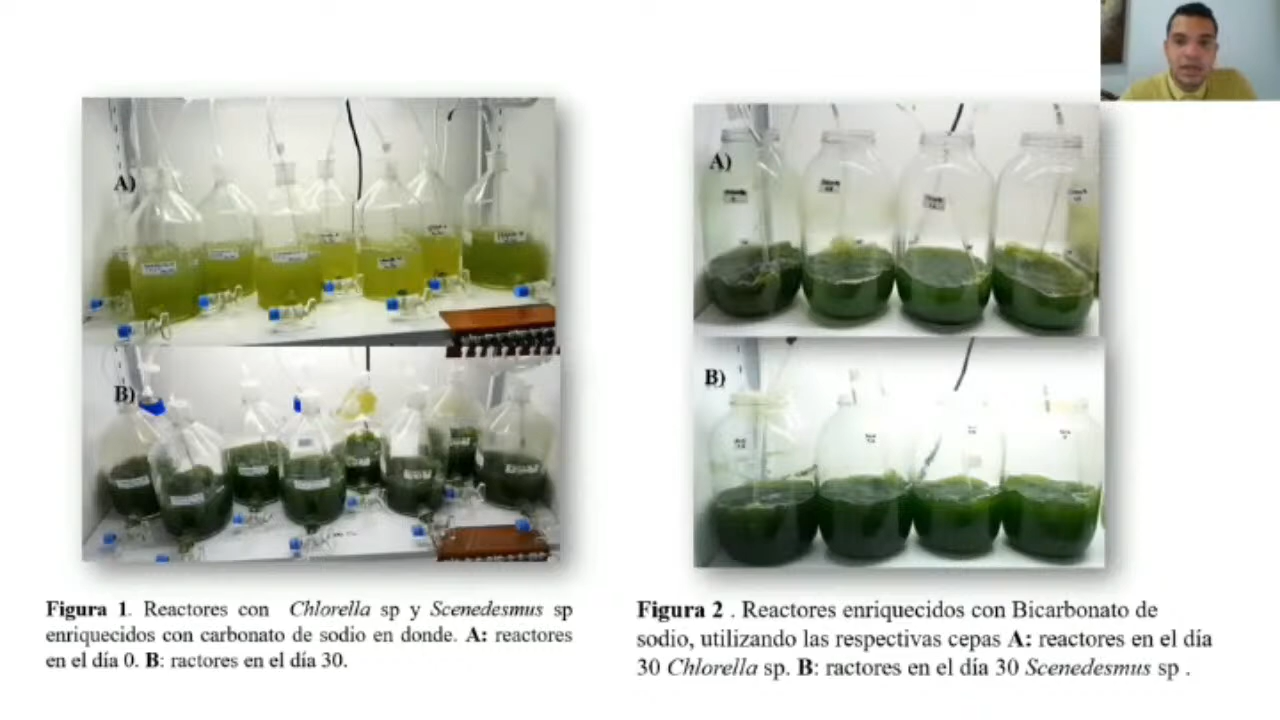 A)
B)
Figura 1. Reactores con Chlorella sp y Scenedesmus sp
enriquecidos con carbonato de sodio en donde. A: reactores
en el día 0. B: ractores en el día 30.
A)
B)
Figura 2 . Reactores enriquecidos con Bicarbonato de
sodio, utilizando las respectivas cepas A: reactores en el día
30 Chlorella sp. B: ractores en el día 30 Scenedesmus sp .